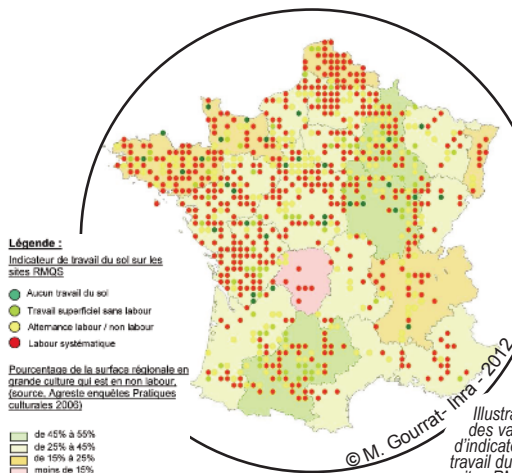 Légende :
Indicateur de travail du sol sur les
sites RMQS
Aucun travail du sol
Travail superficiel sans labour
Alternance labour / non labour
Labour systématique
Pourcentage de la surface régionale en
grande culture qui est en non labour,
(source, Agreste enquêtes Pratiques
culturales 2006)
de 45% à 55%
de 25% à 45%
de 15% à 25%
moins de 15%
© M. Gourrat- Inra - 2012
Illustra
des va
d'indicate
travail du